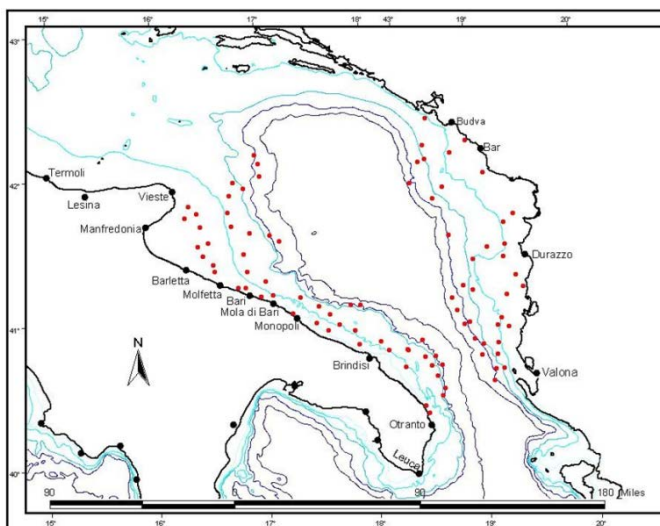 15° 16° 17° 18° 19° 20°
43°
Budva
Bar
42°
Termoli
Vieste
Lesina
Manfredonia
Durazzo
Barletta
Molfetta
Bari
Mola di Bari
41°
Monopoli
N
Brindisi
Valona
Otranto
Leuca
40°
90 0 90 180 Miles
15° 16° 17° 18° 19° 20°